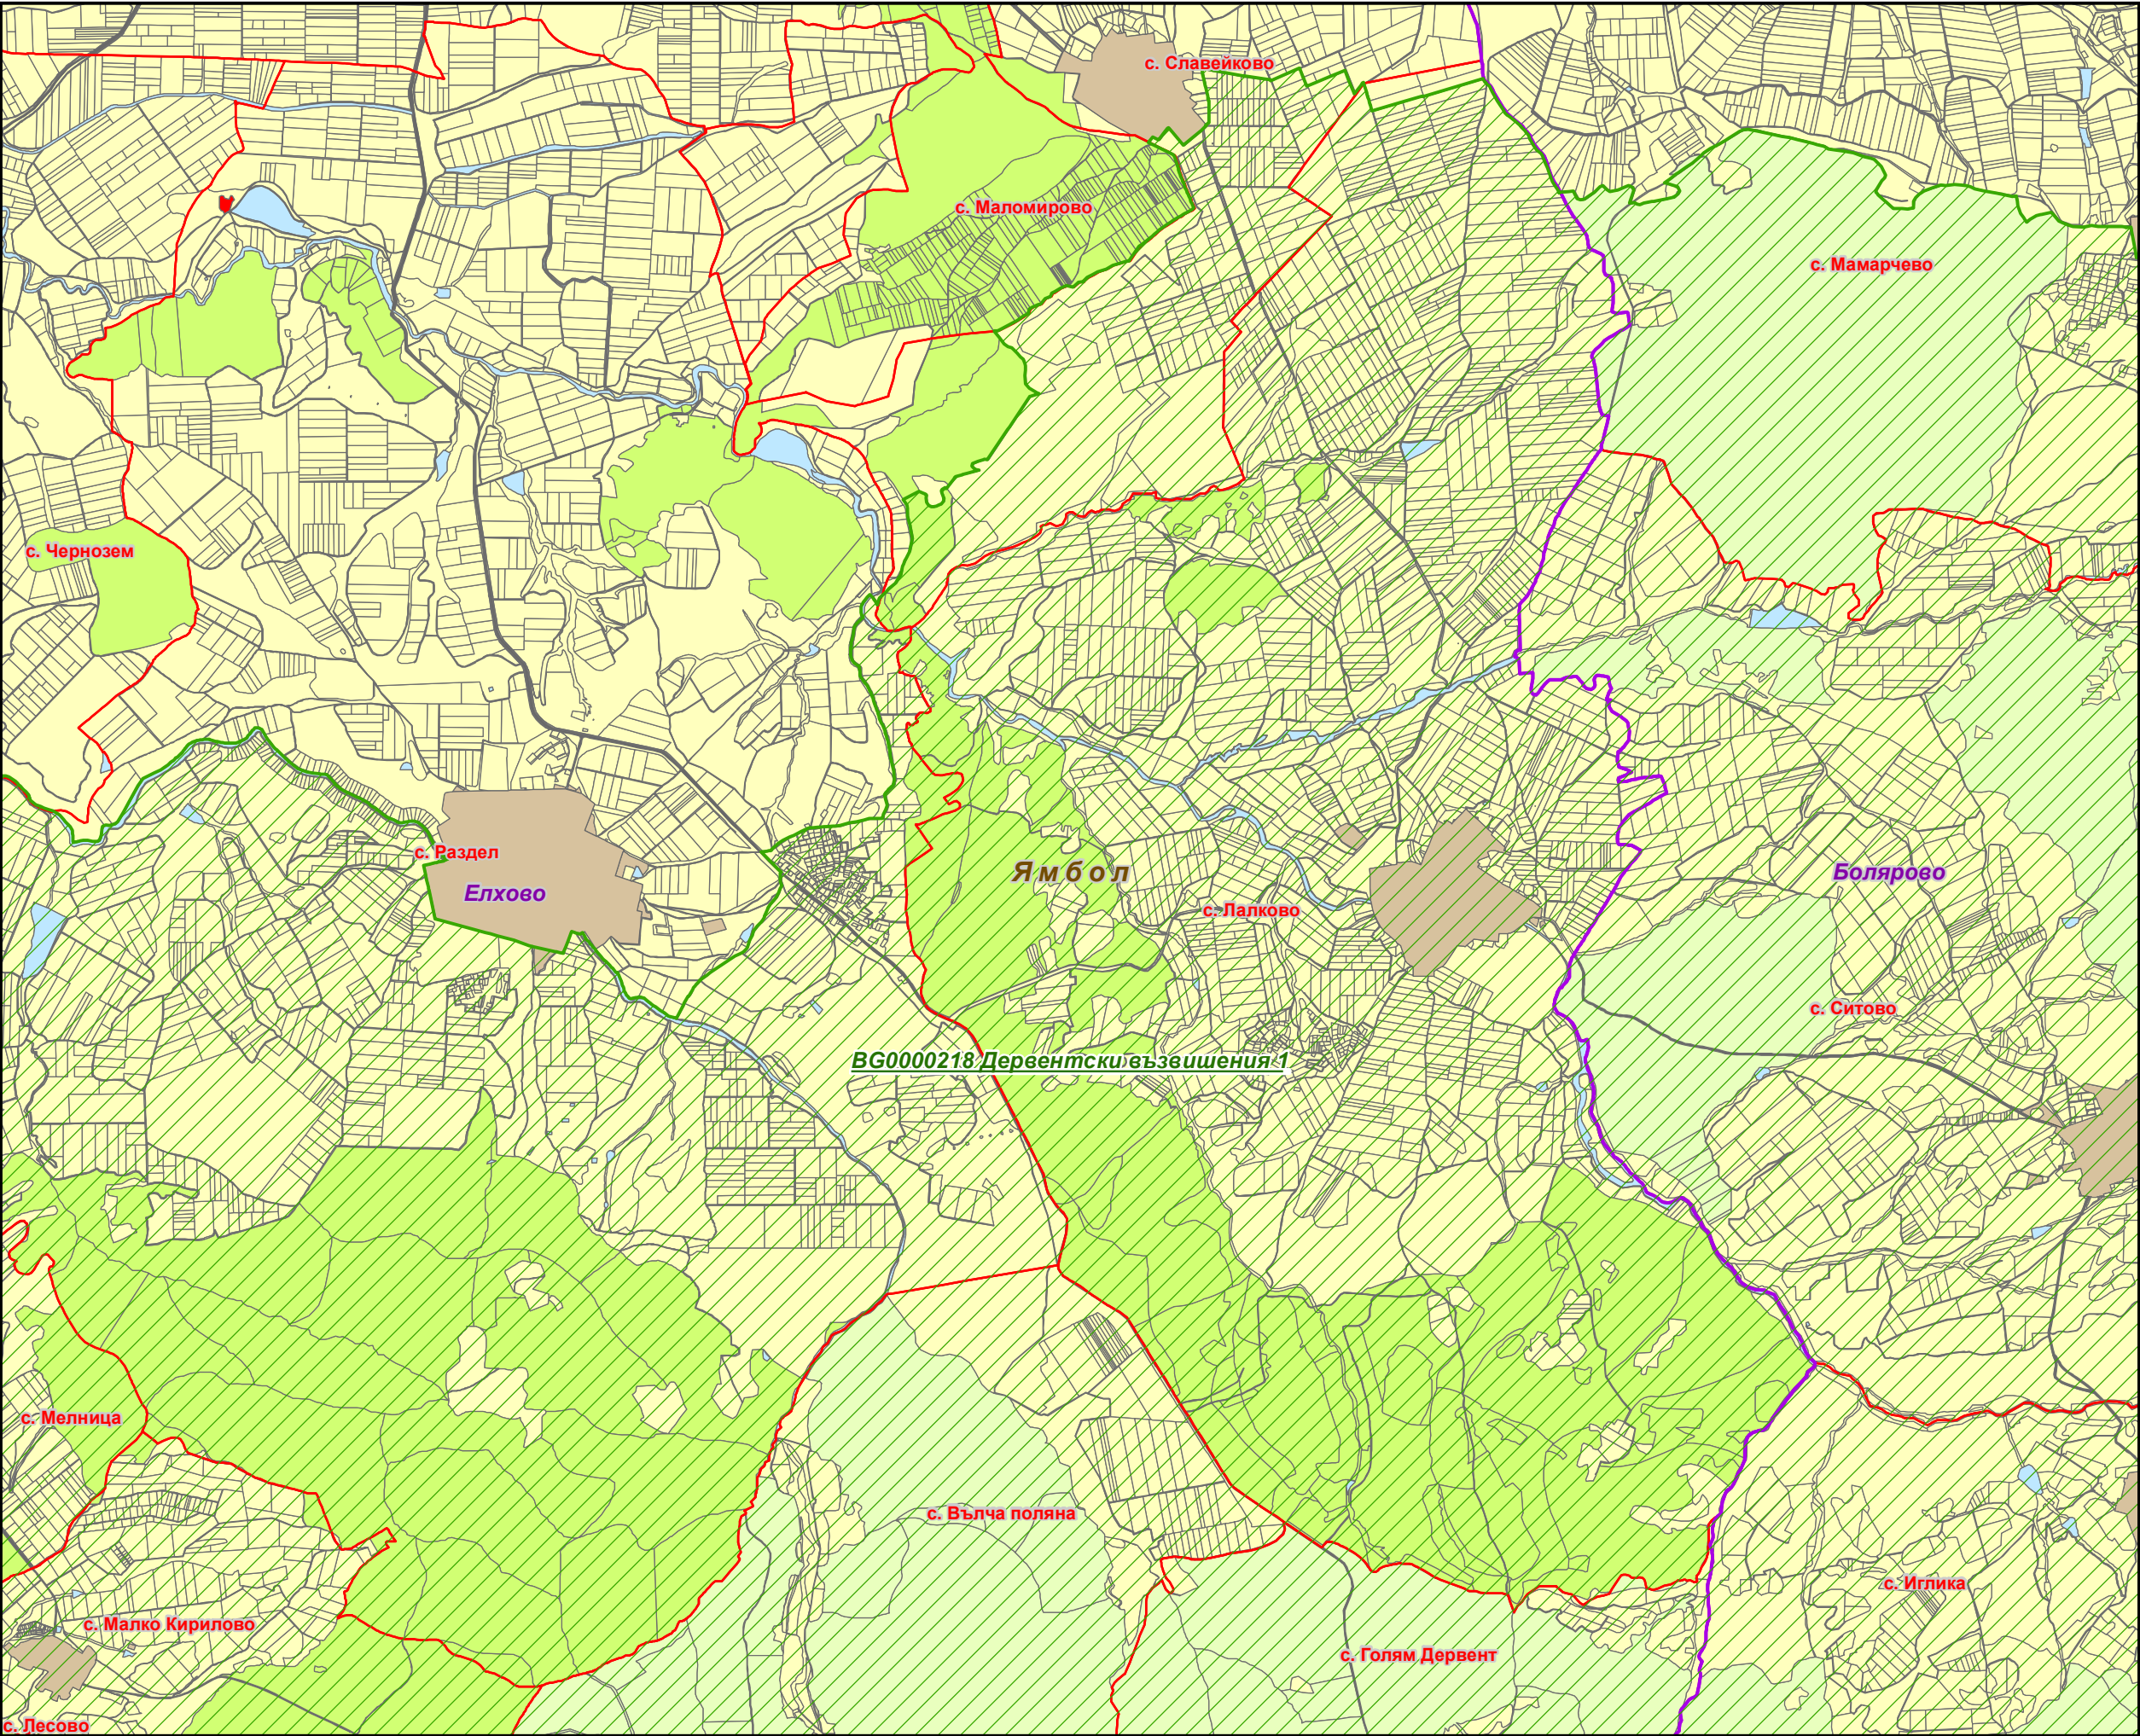 с. Славейково
с. Маломирово
с. Мамарчево
с. Чернозем
с. Раздел
Елхово
Ямбол
Болярово
с. Лалково
с. Ситово
BG0000218 Дервентски възвишения 1
с. Мелница
с. Вълча поляна
с. Иглика
с. Малко Кирилово
с. Голям Дервент
с. Лесово